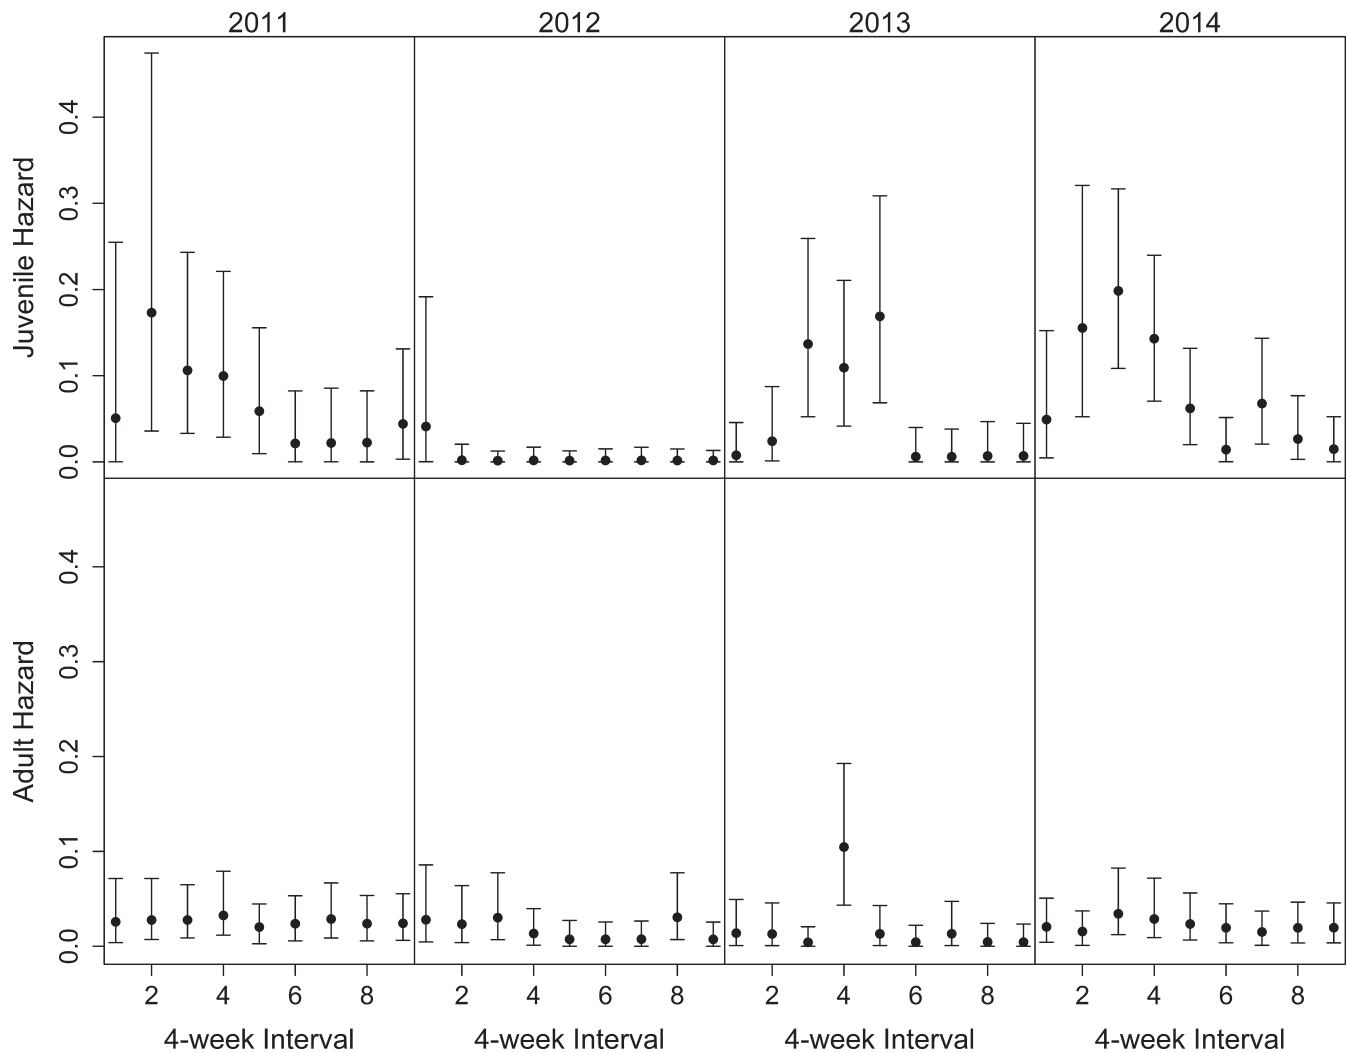 2011 2012 2013 2014
Juvenile Hazard
0.4
0.3
0.2
0.1
0.0
Adult Hazard
0.4
0.3
0.2
0.1
0.0
2 4 6 8 2 4 6 8 2 4 6 8 2 4 6 8
4-week Interval 4-week Interval 4-week Interval 4-week Interval